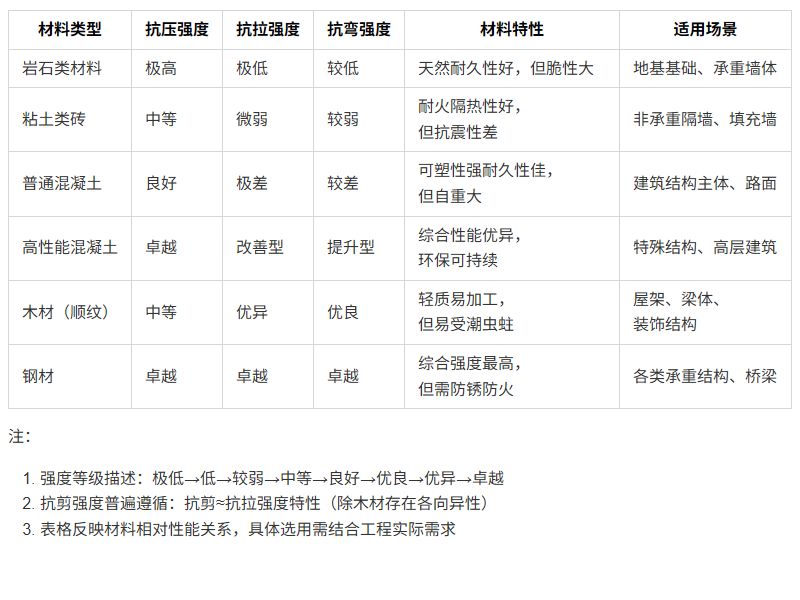 材料类型 抗压强度 抗拉强度 抗弯强度 材料特性 适用场景
岩石类材料 极高 极低 较低 天然耐久性好，但脆性大 地基基础、承重墙体
粘土类砖 中等 微弱 较弱 耐火隔热性好，
但抗震性差 非承重隔墙、填充墙
普通混凝土 良好 极差 较差 可塑性强耐久性佳，
但自重大 建筑结构主体、路面
高性能混凝土 卓越 改善型 提升型 综合性能优异，
环保可持续 特殊结构、高层建筑
木材（顺纹） 中等 优异 优良 轻质易加工，
但易受潮虫蛀 屋架、梁体、
装饰结构
钢材 卓越 卓越 卓越 综合强度最高，
但需防锈防火 各类承重结构、桥梁
注：
1. 强度等级描述：极低→低→较弱→中等→良好→优良→优异→卓越
2. 抗剪强度普遍遵循：抗剪≈抗拉强度特性（除木材存在各向异性）
3. 表格反映材料相对性能关系，具体选用需结合工程实际需求